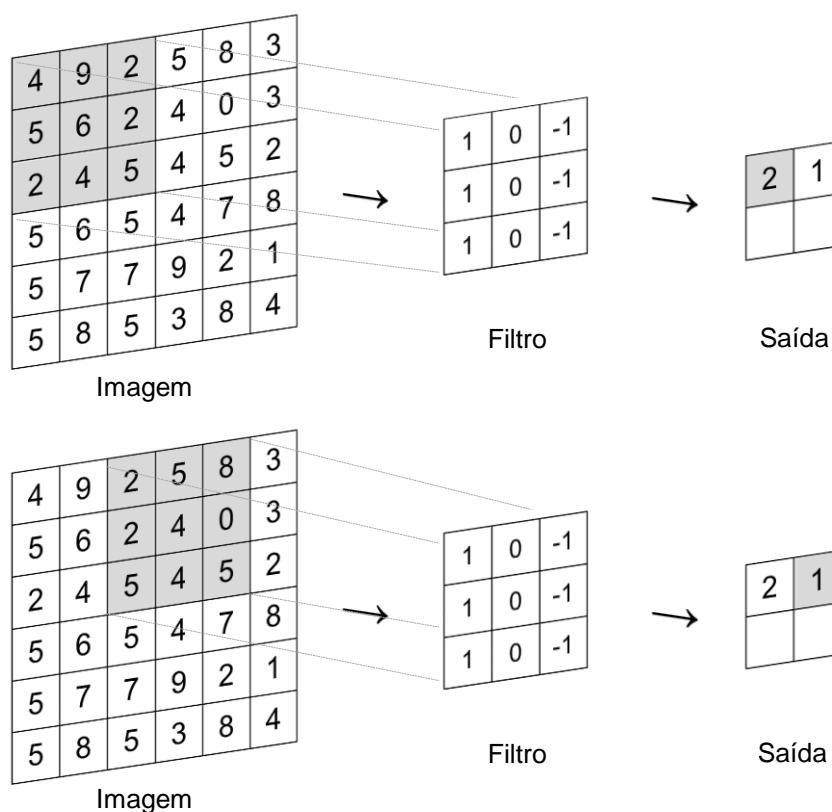 4 9 2 5 8 3
5 6 2 4 0 3
2 4 5 4 5 2
5 6 5 4 7 8
5 7 7 9 2 1
5 8 5 3 8 4
Imagem
1 0 -1
1 0 -1
1 0 -1
Filtro
2 1
Saída
4 9 2 5 8 3
5 6 2 4 0 3
2 4 5 4 5 2
5 6 5 4 7 8
5 7 7 9 2 1
5 8 5 3 8 4
Imagem
1 0 -1
1 0 -1
1 0 -1
Filtro
2 1
Saída